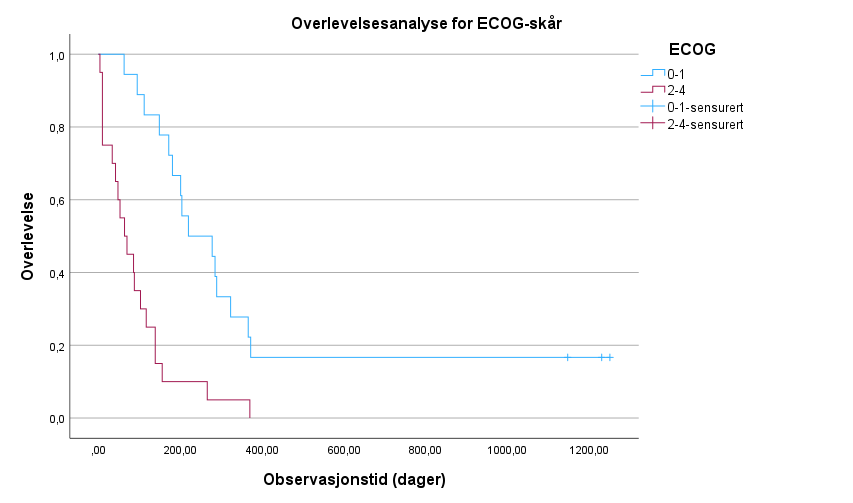 Overlevelsesanalyse for ECOG-skår
ECOG
0-1
2-4
0-1-sensurert
2-4-sensurert
Overlevelse
1,0
0,8
0,6
0,4
0,2
0,0
,00 200,00 400,00 600,00 800,00 1000,00 1200,00
Observasjonstid (dager)